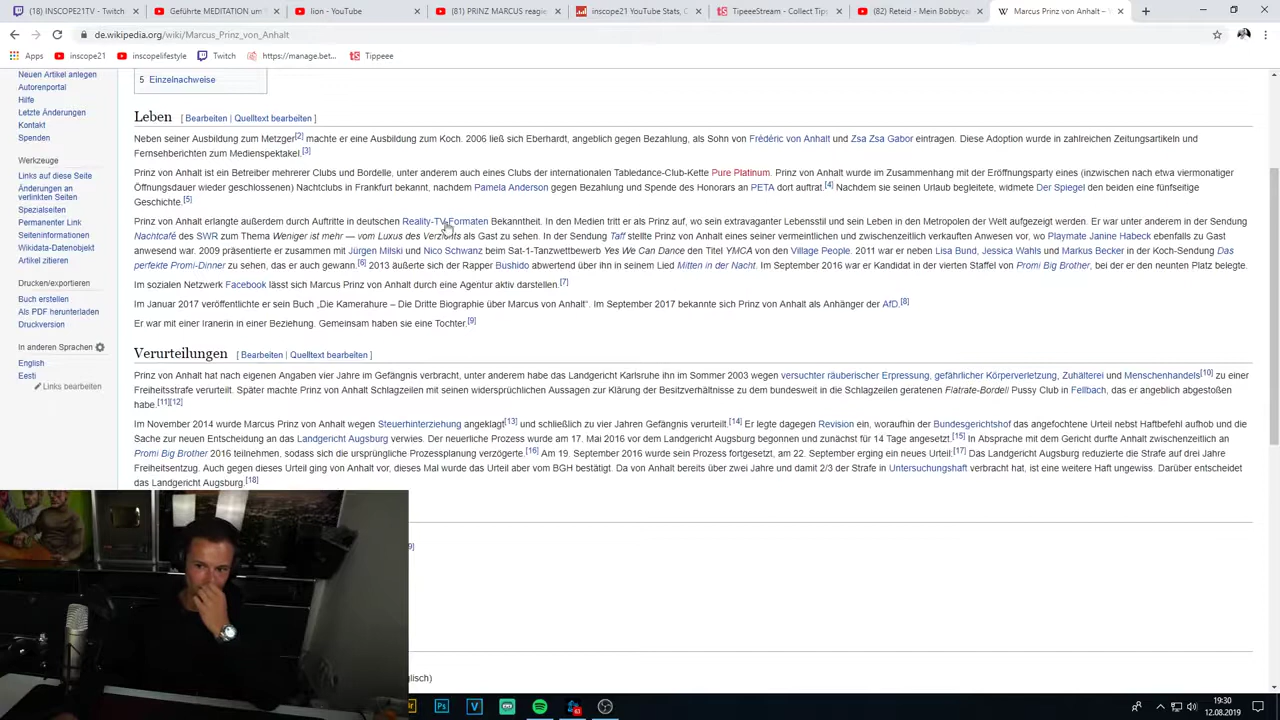 (18) INSCOPE21TV - Twitch
Geführte MEDITATION um
lion - YouTube
(81) PRINZ MARCUS reagie
inscope21 YouTube Stats, C
TipeeeStream - Collect Tip
(82) Reteid - Mein Bobbyca
Marcus Prinz von Anhalt –
de.wikipedia.org/wiki/Marcus_Prinz_von_Anhalt
Apps
inscope21
inscopelifestyle
Twitch
https://manage.bet...
Tippeee
Neuen Artikel anlegen
Autorenportal
Hilfe
Letzte Änderungen
Kontakt
Spenden
Werkzeuge
Links auf diese Seite
Änderungen an
verlinkten Seiten
Spezialseiten
Permanenter Link
Seiteninformationen
Wikidata-Datenobjekt
Artikel zitieren
Drucken/exportieren
Buch erstellen
Als PDF herunterladen
Druckversion
In anderen Sprachen
English
Eesti
Links bearbeiten
5 Einzelnachweise
Leben [ Bearbeiten | Quelltext bearbeiten ]
Neben seiner Ausbildung zum Metzger[2] machte er eine Ausbildung zum Koch. 2006 ließ sich Eberhardt, angeblich gegen Bezahlung, als Sohn von Frédéric von Anhalt und Zsa Zsa Gabor eintragen. Diese Adoption wurde in zahlreichen Zeitungsartikeln und
Fernsehberichten zum Medienspektakel.[3]
Prinz von Anhalt ist ein Betreiber mehrerer Clubs und Bordelle, unter anderem auch eines Clubs der internationalen Tabledance-Club-Kette Pure Platinum. Prinz von Anhalt wurde im Zusammenhang mit der Eröffnungsparty eines (inzwischen nach etwa viermonatiger
Öffnungsdauer wieder geschlossenen) Nachtclubs in Frankfurt bekannt, nachdem Pamela Anderson gegen Bezahlung und Spende des Honorars an PETA dort auftrat.[4] Nachdem sie seinen Urlaub begleitete, widmete Der Spiegel den beiden eine fünfseitige
Geschichte.[5]
Prinz von Anhalt erlangte außerdem durch Auftritte in deutschen Reality-TV-Formaten Bekanntheit. In den Medien tritt er als Prinz auf, wo sein extravaganter Lebensstil und sein Leben in den Metropolen der Welt aufgezeigt werden. Er war unter anderem in der Sendung
Nachtcafé des SWR zum Thema Weniger ist mehr — vom Luxus des Verzichts als Gast zu sehen. In der Sendung Taff stellte Prinz von Anhalt eines seiner vermeintlichen und zwischenzeitlich verkauften Anwesen vor, wo Playmate Janine Habeck ebenfalls zu Gast
anwesend war. 2009 präsentierte er zusammen mit Jürgen Milski und Nico Schwanz beim Sat-1-Tanzwettbewerb Yes We Can Dance den Titel YMCA von den Village People. 2011 war er neben Lisa Bund, Jessica Wahls und Markus Becker in der Koch-Sendung Das
perfekte Promi-Dinner zu sehen, das er auch gewann.[6] 2013 äußerte sich der Rapper Bushido abwertend über ihn in seinem Lied Mitten in der Nacht. Im September 2016 war er Kandidat in der vierten Staffel von Promi Big Brother, bei der er den neunten Platz belegte.
Im sozialen Netzwerk Facebook lässt sich Marcus Prinz von Anhalt durch eine Agentur aktiv darstellen.[7]
Im Januar 2017 veröffentlichte er sein Buch „Die Kamerahure – Die Dritte Biographie über Marcus von Anhalt“. Im September 2017 bekannte sich Prinz von Anhalt als Anhänger der AfD.[8]
Er war mit einer Iranerin in einer Beziehung. Gemeinsam haben sie eine Tochter.[9]
Verurteilungen [ Bearbeiten | Quelltext bearbeiten ]
Prinz von Anhalt hat nach eigenen Angaben vier Jahre im Gefängnis verbracht, unter anderem habe das Landgericht Karlsruhe ihn im Sommer 2003 wegen versuchter räuberischer Erpressung, gefährlicher Körperverletzung, Zuhälterei und Menschenhandels[10] zu einer
Freiheitsstrafe verurteilt. Später machte Prinz von Anhalt Schlagzeilen mit seinen widersprüchlichen Aussagen zur Klärung der Besitzverhältnisse zu dem bundesweit in die Schlagzeilen geratenen Flatrate-Bordell Pussy Club in Fellbach, das er angeblich abgestoßen
habe.[11][12]
Im November 2014 wurde Marcus Prinz von Anhalt wegen Steuerhinterziehung angeklagt[13] und schließlich zu vier Jahren Gefängnis verurteilt.[14] Er legte dagegen Revision ein, woraufhin der Bundesgerichtshof das angefochtene Urteil nebst Haftbefehl aufhob und die
Sache zur neuen Entscheidung an das Landgericht Augsburg verwies. Der neuerliche Prozess wurde am 17. Mai 2016 vor dem Landgericht Augsburg begonnen und zunächst für 14 Tage angesetzt.[15] In Absprache mit dem Gericht durfte Anhalt zwischenzeitlich an
Promi Big Brother 2016 teilnehmen, sodass sich die ursprüngliche Prozessplanung verzögerte.[16] Am 19. September 2016 wurde sein Prozess fortgesetzt, am 22. September erging ein neues Urteil:[17] Das Landgericht Augsburg reduzierte die Strafe auf drei Jahre
Freiheitsentzug. Auch gegen dieses Urteil ging von Anhalt vor, dieses Mal wurde das Urteil aber vom BGH bestätigt. Da von Anhalt bereits über zwei Jahre und damit 2/3 der Strafe in Untersuchungshaft verbracht hat, ist eine weitere Haft ungewiss. Darüber entscheidet
das Landgericht Augsburg.[18]
9]
lisch)
Ps
19:30
12.08.2019